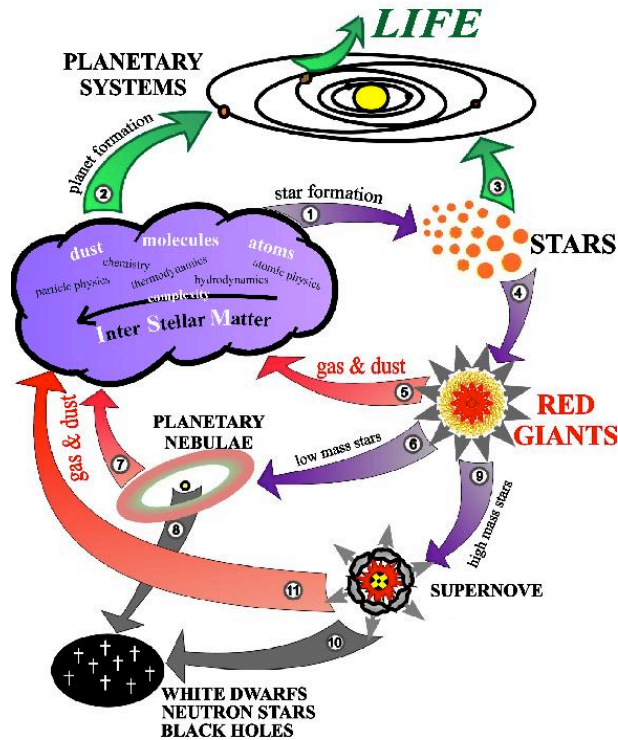 LIFE
PLANETARY
SYSTEMS
planet formation
2
star formation
1
3
STARS
dust molecules atoms
chemistry
particle physics thermodynamics atomic physics
hydrodynamics
complexity
Inter Stellar Matter
4
gas & dust
5
RED
GIANTS
gas & dust
PLANETARY
NEBULAE
low mass stars
6
7
8
9
high mass stars
SUPERNOVE
11
10
WHITE DWARFS
NEUTRON STARS
BLACK HOLES